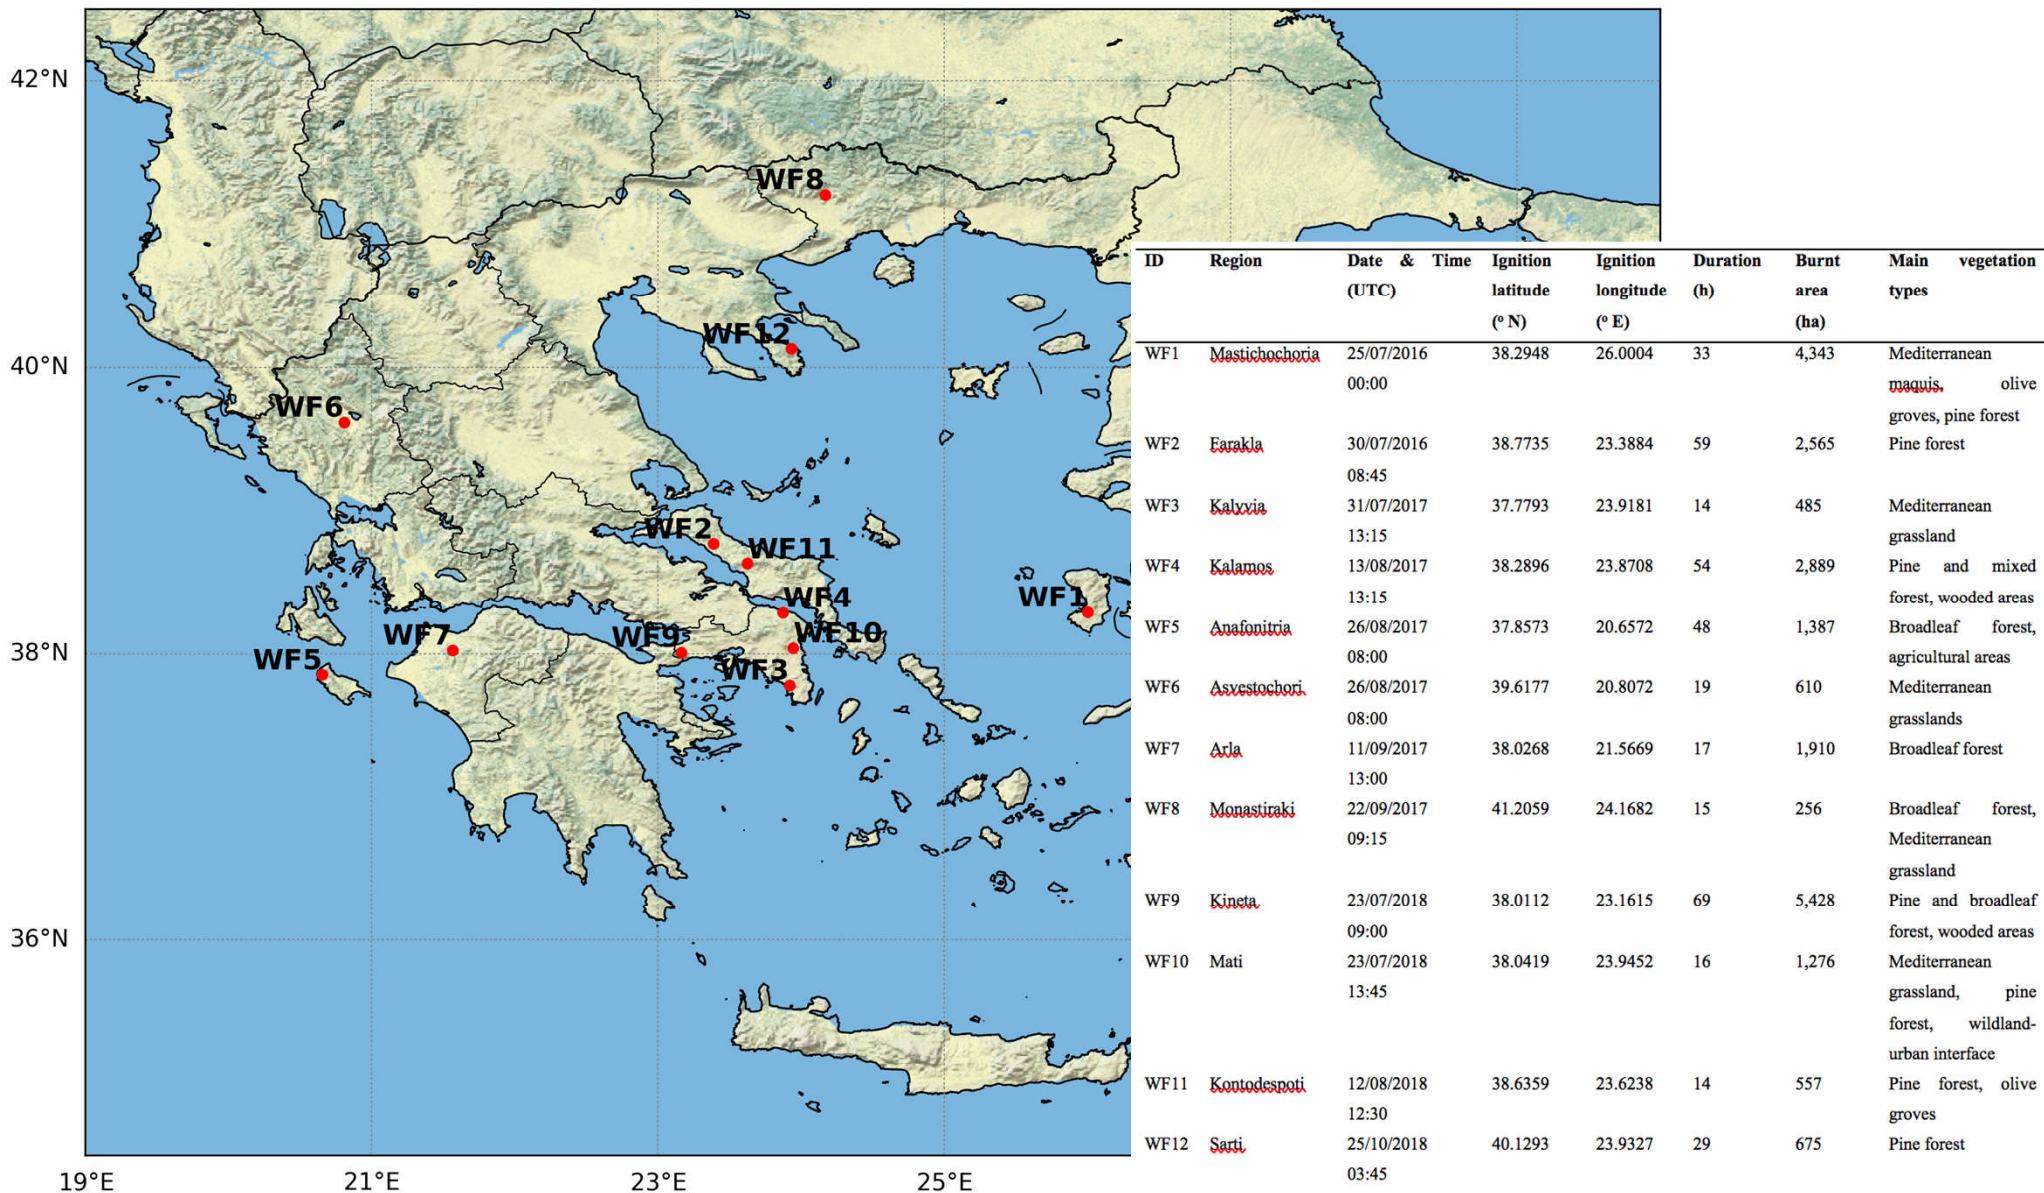 42°N
40°N
38°N
36°N
19°E
21°E
23°E
25°E
WF8
WF12
WF6
WF2
WF11
WF4
WF1
WF7
WF9
WF10
WF5
WF3
ID Region Date & Time Ignition Ignition Duration Burnt Main vegetation
(UTC) latitude longitude (h) area types
(° N) (° E) (ha)
WF1 Mastichochoria 25/07/2016 38.2948 26.0004 33 4,343 Mediterranean
00:00 maquis, olive
groves, pine forest
WF2 Farakla 30/07/2016 38.7735 23.3884 59 2,565 Pine forest
08:45
WF3 Kalyvia 31/07/2017 37.7793 23.9181 14 485 Mediterranean
13:15 grassland
WF4 Kalamos 13/08/2017 38.2896 23.8708 54 2,889 Pine and mixed
13:15 forest, wooded areas
WF5 Anafonitria 26/08/2017 37.8573 20.6572 48 1,387 Broadleaf forest,
08:00 agricultural areas
WF6 Asvestochori 26/08/2017 39.6177 20.8072 19 610 Mediterranean
08:00 grasslands
WF7 Arla 11/09/2017 38.0268 21.5669 17 1,910 Broadleaf forest
13:00
WF8 Monastiraki 22/09/2017 41.2059 24.1682 15 256 Broadleaf forest,
09:15 Mediterranean
grassland
WF9 Kineta 23/07/2018 38.0112 23.1615 69 5,428 Pine and broadleaf
09:00 forest, wooded areas
WF10 Mati 23/07/2018 38.0419 23.9452 16 1,276 Mediterranean
13:45 grassland, pine
forest, wildland-
urban interface
WF11 Kontodespoti 12/08/2018 38.6359 23.6238 14 557 Pine forest, olive
12:30 groves
WF12 Sarti 25/10/2018 40.1293 23.9327 29 675 Pine forest
03:45